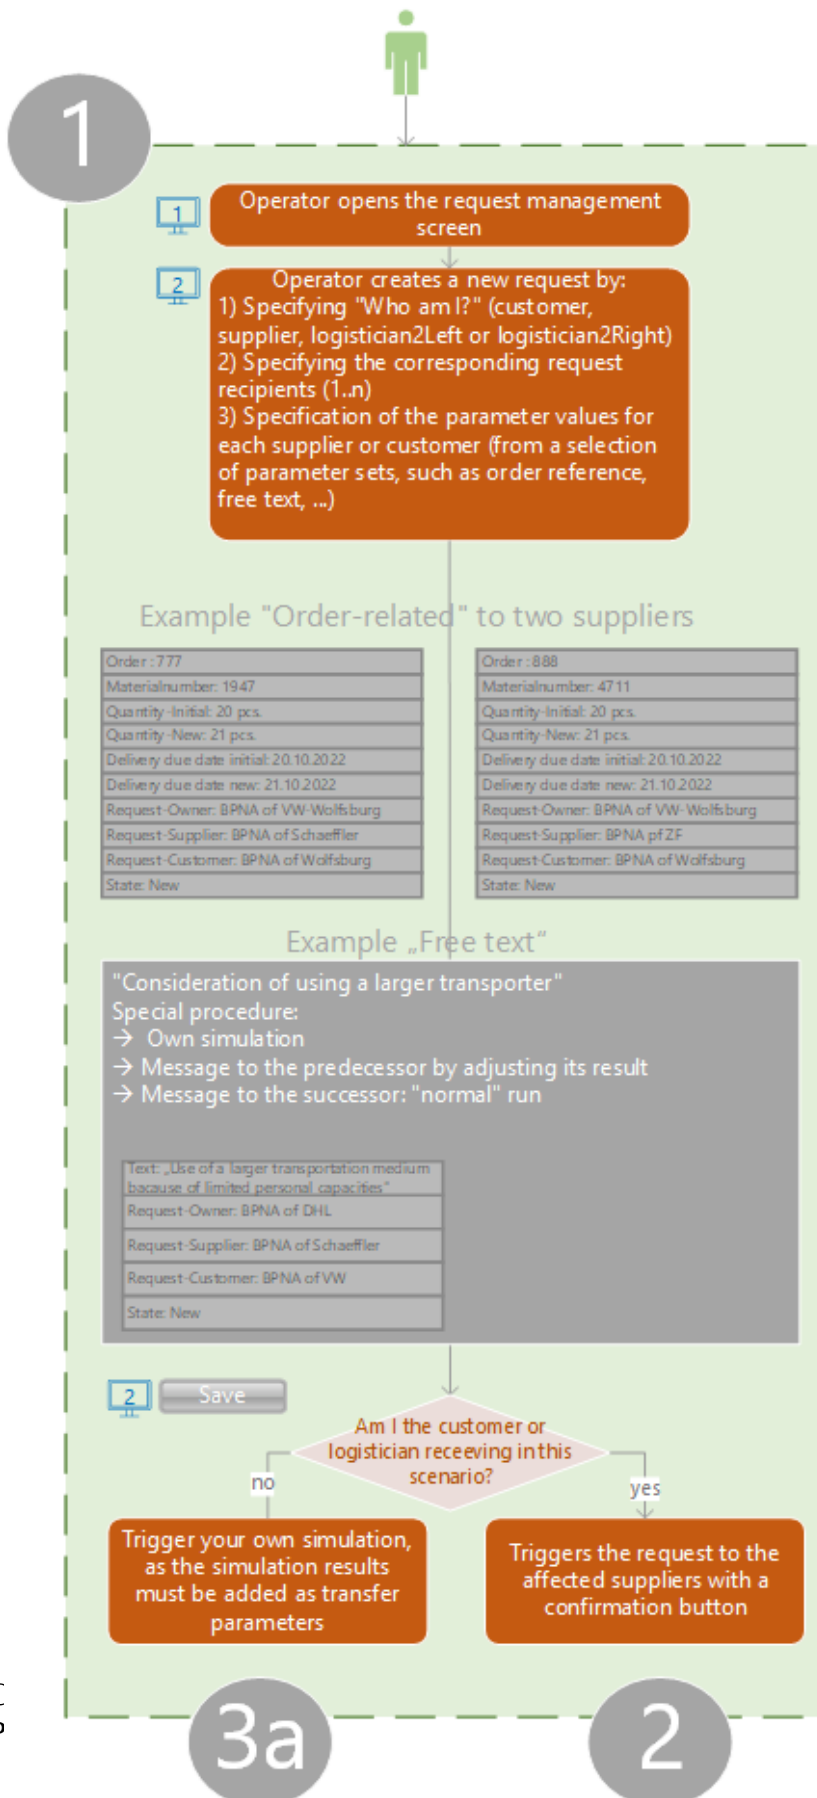 1
1
Operator opens the request management
screen
2
Operator creates a new request by:
1) Specifying "Who am I?" (customer,
supplier, logistician2Left or logistician2Right)
2) Specifying the corresponding request
recipients (1..n)
3) Specification of the parameter values for
each supplier or customer (from a selection
of parameter sets, such as order reference,
free text, ...)
Example "Order-related" to two suppliers
Order : 777
Materialnumber: 1947
Quantity-Initial: 20 pcs.
Quantity-New: 21 pcs.
Delivery due date initial: 20.10.2022
Delivery due date new: 21.10.2022
Request-Owner: BPNA of VW-Wolfsburg
Request-Supplier: BPNA of Schaeffler
Request-Customer: BPNA of Wolfsburg
State: New
Order : 888
Materialnumber: 4711
Quantity-Initial: 20 pcs.
Quantity-New: 21 pcs.
Delivery due date initial: 20.10.2022
Delivery due date new: 21.10.2022
Request-Owner: BPNA of VW-Wolfsburg
Request-Supplier: BPNA pf ZF
Request-Customer: BPNA of Wolfsburg
State: New
Example „Free text“
"Consideration of using a larger transporter"
Special procedure:
→ Own simulation
→ Message to the predecessor by adjusting its result
→ Message to the successor: "normal" run
Text: „Use of a larger transportation medium
bacause of limited personal capacities“
Request-Owner: BPNA of DHL
Request-Supplier: BPNA of Schaeffler
Request-Customer: BPNA of VW
State: New
2
Save
Am I the customer or
logistician receeving in this
scenario?
no
yes
Trigger your own simulation,
as the simulation results
must be added as transfer
parameters
Triggers the request to the
affected suppliers with a
confirmation button
3a
2